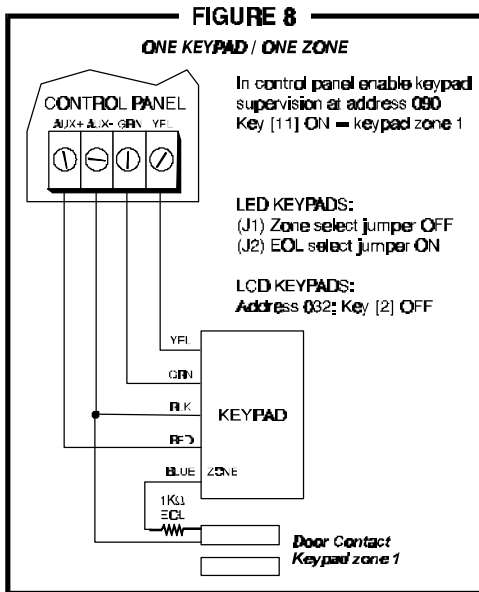 FIGURE 8
ONE KEYPAD / ONE ZONE
CONTROL PANEL
AUX+ AUX- GRN YEL
In control panel enable keypad
supervision at address 090
Key [11] ON = keypad zone 1
LED KEYPADS:
(J1) Zone select jumper OFF
(J2) EOL select jumper ON
LCD KEYPADS:
Address 032: Key [2] OFF
YEL
GRN
BLK
RED
BLUE ZONE
KEYPAD
1KΩ
EOL
Door Contact
Keypad zone 1